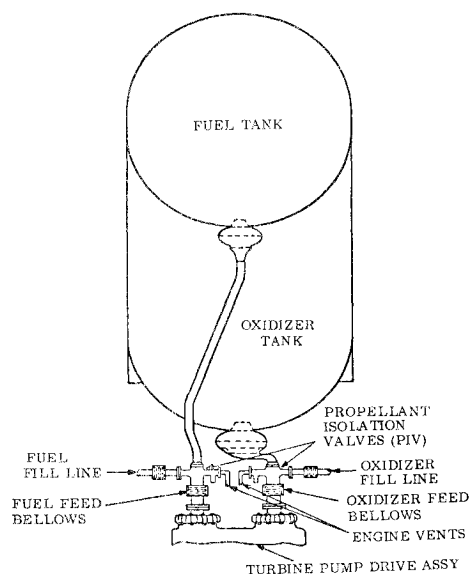 FUEL TANK
OXIDIZER
TANK
PROPELLANT
ISOLATION
VALVES (PIV)
FUEL
FILL LINE
OXIDIZER
FILL LINE
FUEL FEED
BELLOWS
OXIDIZER FEED
BELLOWS
ENGINE VENTS
TURBINE PUMP DRIVE ASSY